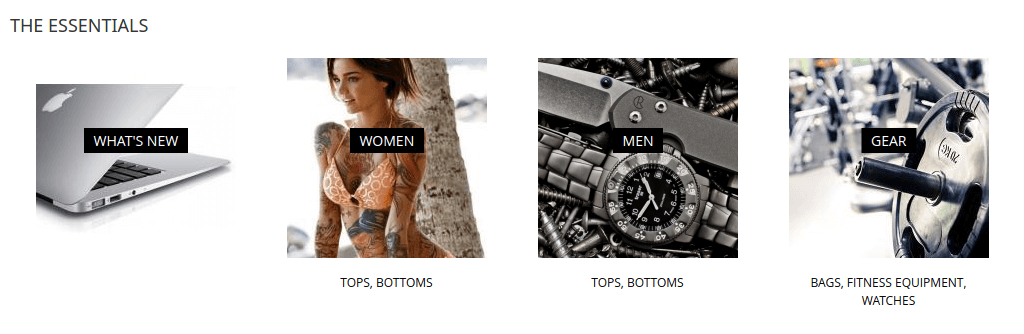 THE ESSENTIALS
WHAT'S NEW
WOMEN
MEN
GEAR
TOPS, BOTTOMS
TOPS, BOTTOMS
BAGS, FITNESS EQUIPMENT,
WATCHES